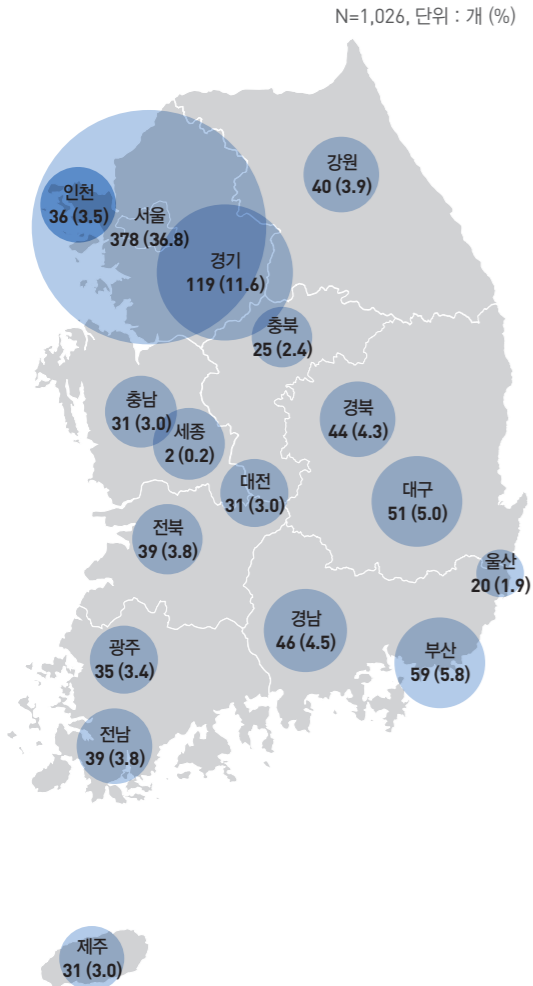 N=1,026, 단위 : 개 (%)
강원
40 (3.9)
인천
36 (3.5)
서울
378 (36.8)
경기
119 (11.6)
충북
25 (2.4)
충남
31 (3.0)
세종
2 (0.2)
경북
44 (4.3)
대전
31 (3.0)
대구
51 (5.0)
전북
39 (3.8)
울산
20 (1.9)
경남
46 (4.5)
부산
59 (5.8)
광주
35 (3.4)
전남
39 (3.8)
제주
31 (3.0)